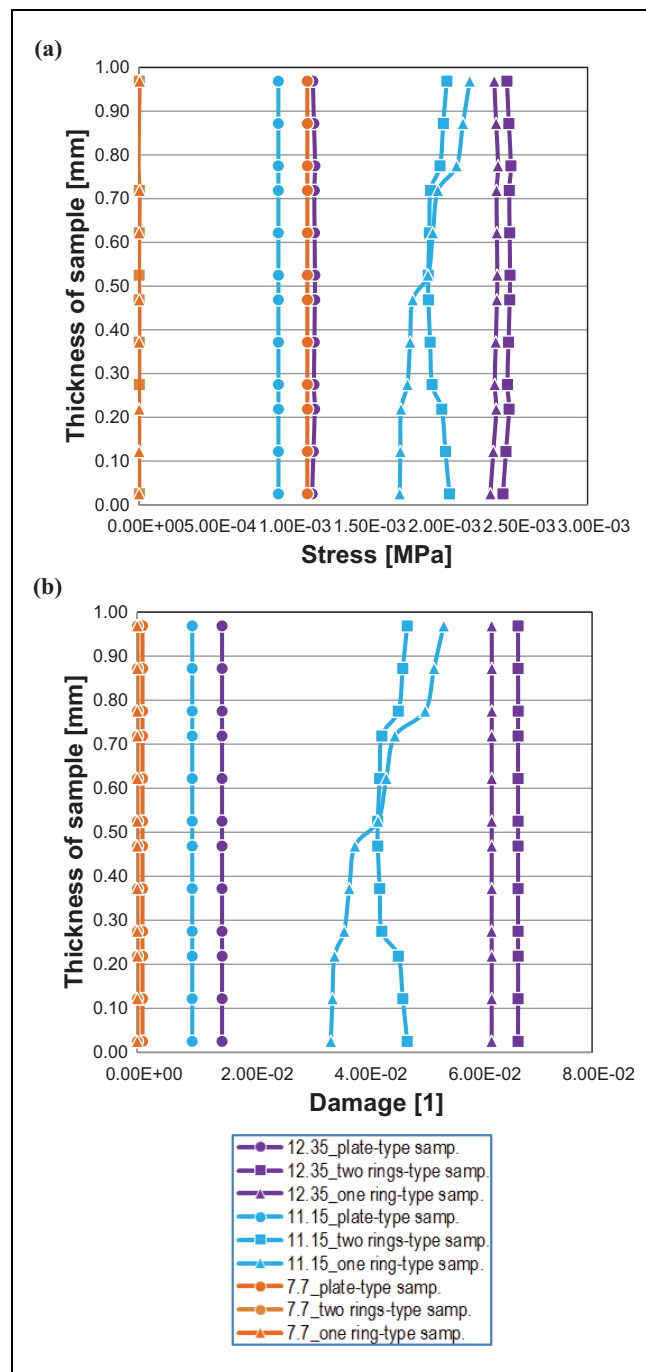 (a)
1.00
0.90
0.80
0.70
0.60
0.50
0.40
0.30
0.20
0.10
0.00
Thickness of sample [mm]
0.00E+005.00E-04 1.00E-03 1.50E-03 2.00E-03 2.50E-03 3.00E-03
Stress [MPa]
(b)
1.00
0.90
0.80
0.70
0.60
0.50
0.40
0.30
0.20
0.10
0.00
Thickness of sample [mm]
0.00E+00 2.00E-02 4.00E-02 6.00E-02 8.00E-02
Damage [1]
12.35_plate-type samp.
12.35_two rings-type samp.
12.35_one ring-type samp.
11.15_plate-type samp.
11.15_two rings-type samp.
11.15_one ring-type samp.
7.7_plate-type samp.
7.7_two rings-type samp.
7.7_one ring-type samp.